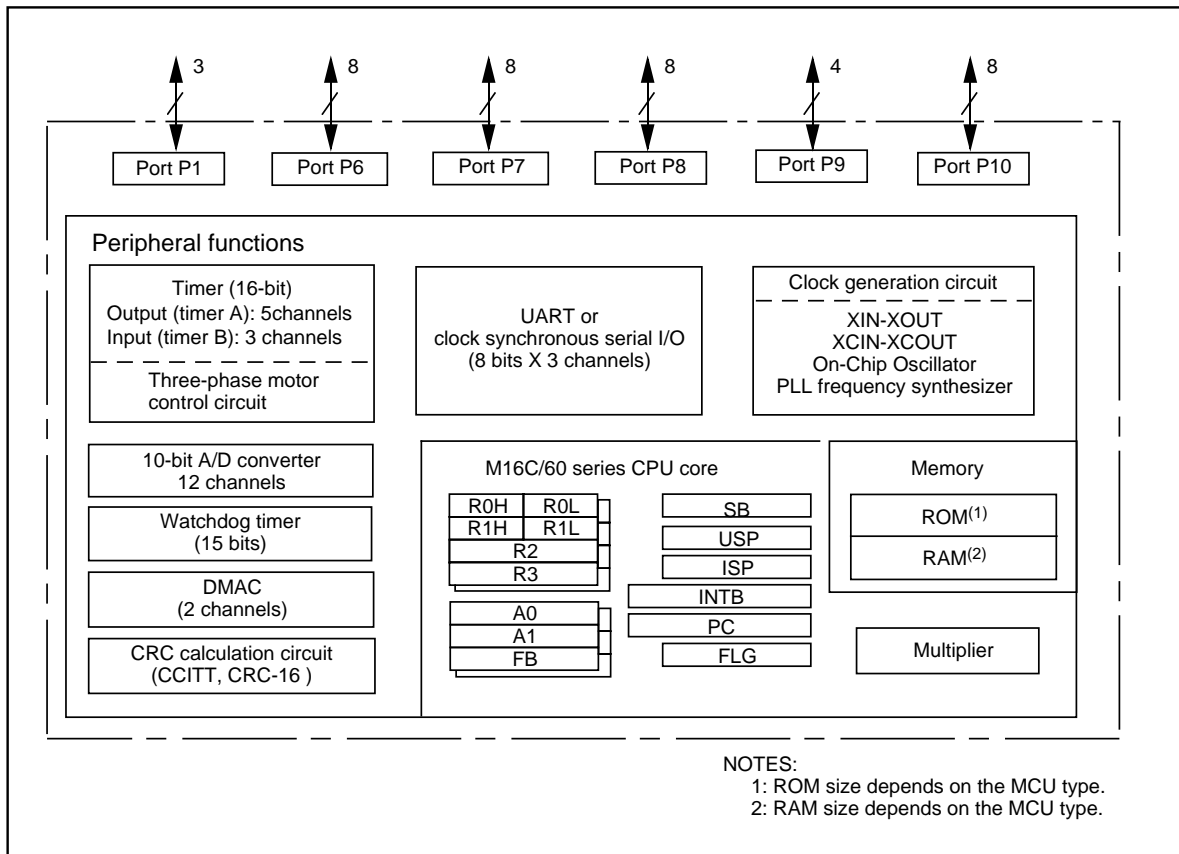 3
8
8
8
4
8
Port P1
Port P6
Port P7
Port P8
Port P9
Port P10
Peripheral functions
Timer (16-bit)
Output (timer A): 5channels
Input (timer B): 3 channels
Three-phase motor
control circuit
UART or
clock synchronous serial I/O
(8 bits X 3 channels)
Clock generation circuit
XIN-XOUT
XCIN-XCOUT
On-Chip Oscillator
PLL frequency synthesizer
10-bit A/D converter
12 channels
Watchdog timer
(15 bits)
DMAC
(2 channels)
CRC calculation circuit
(CCITT, CRC-16 )
M16C/60 series CPU core
R0H
R0L
R1H
R1L
R2
R3
A0
A1
FB
SB
USP
ISP
INTB
PC
FLG
Memory
ROM(1)
RAM(2)
Multiplier
NOTES:
1: ROM size depends on the MCU type.
2: RAM size depends on the MCU type.